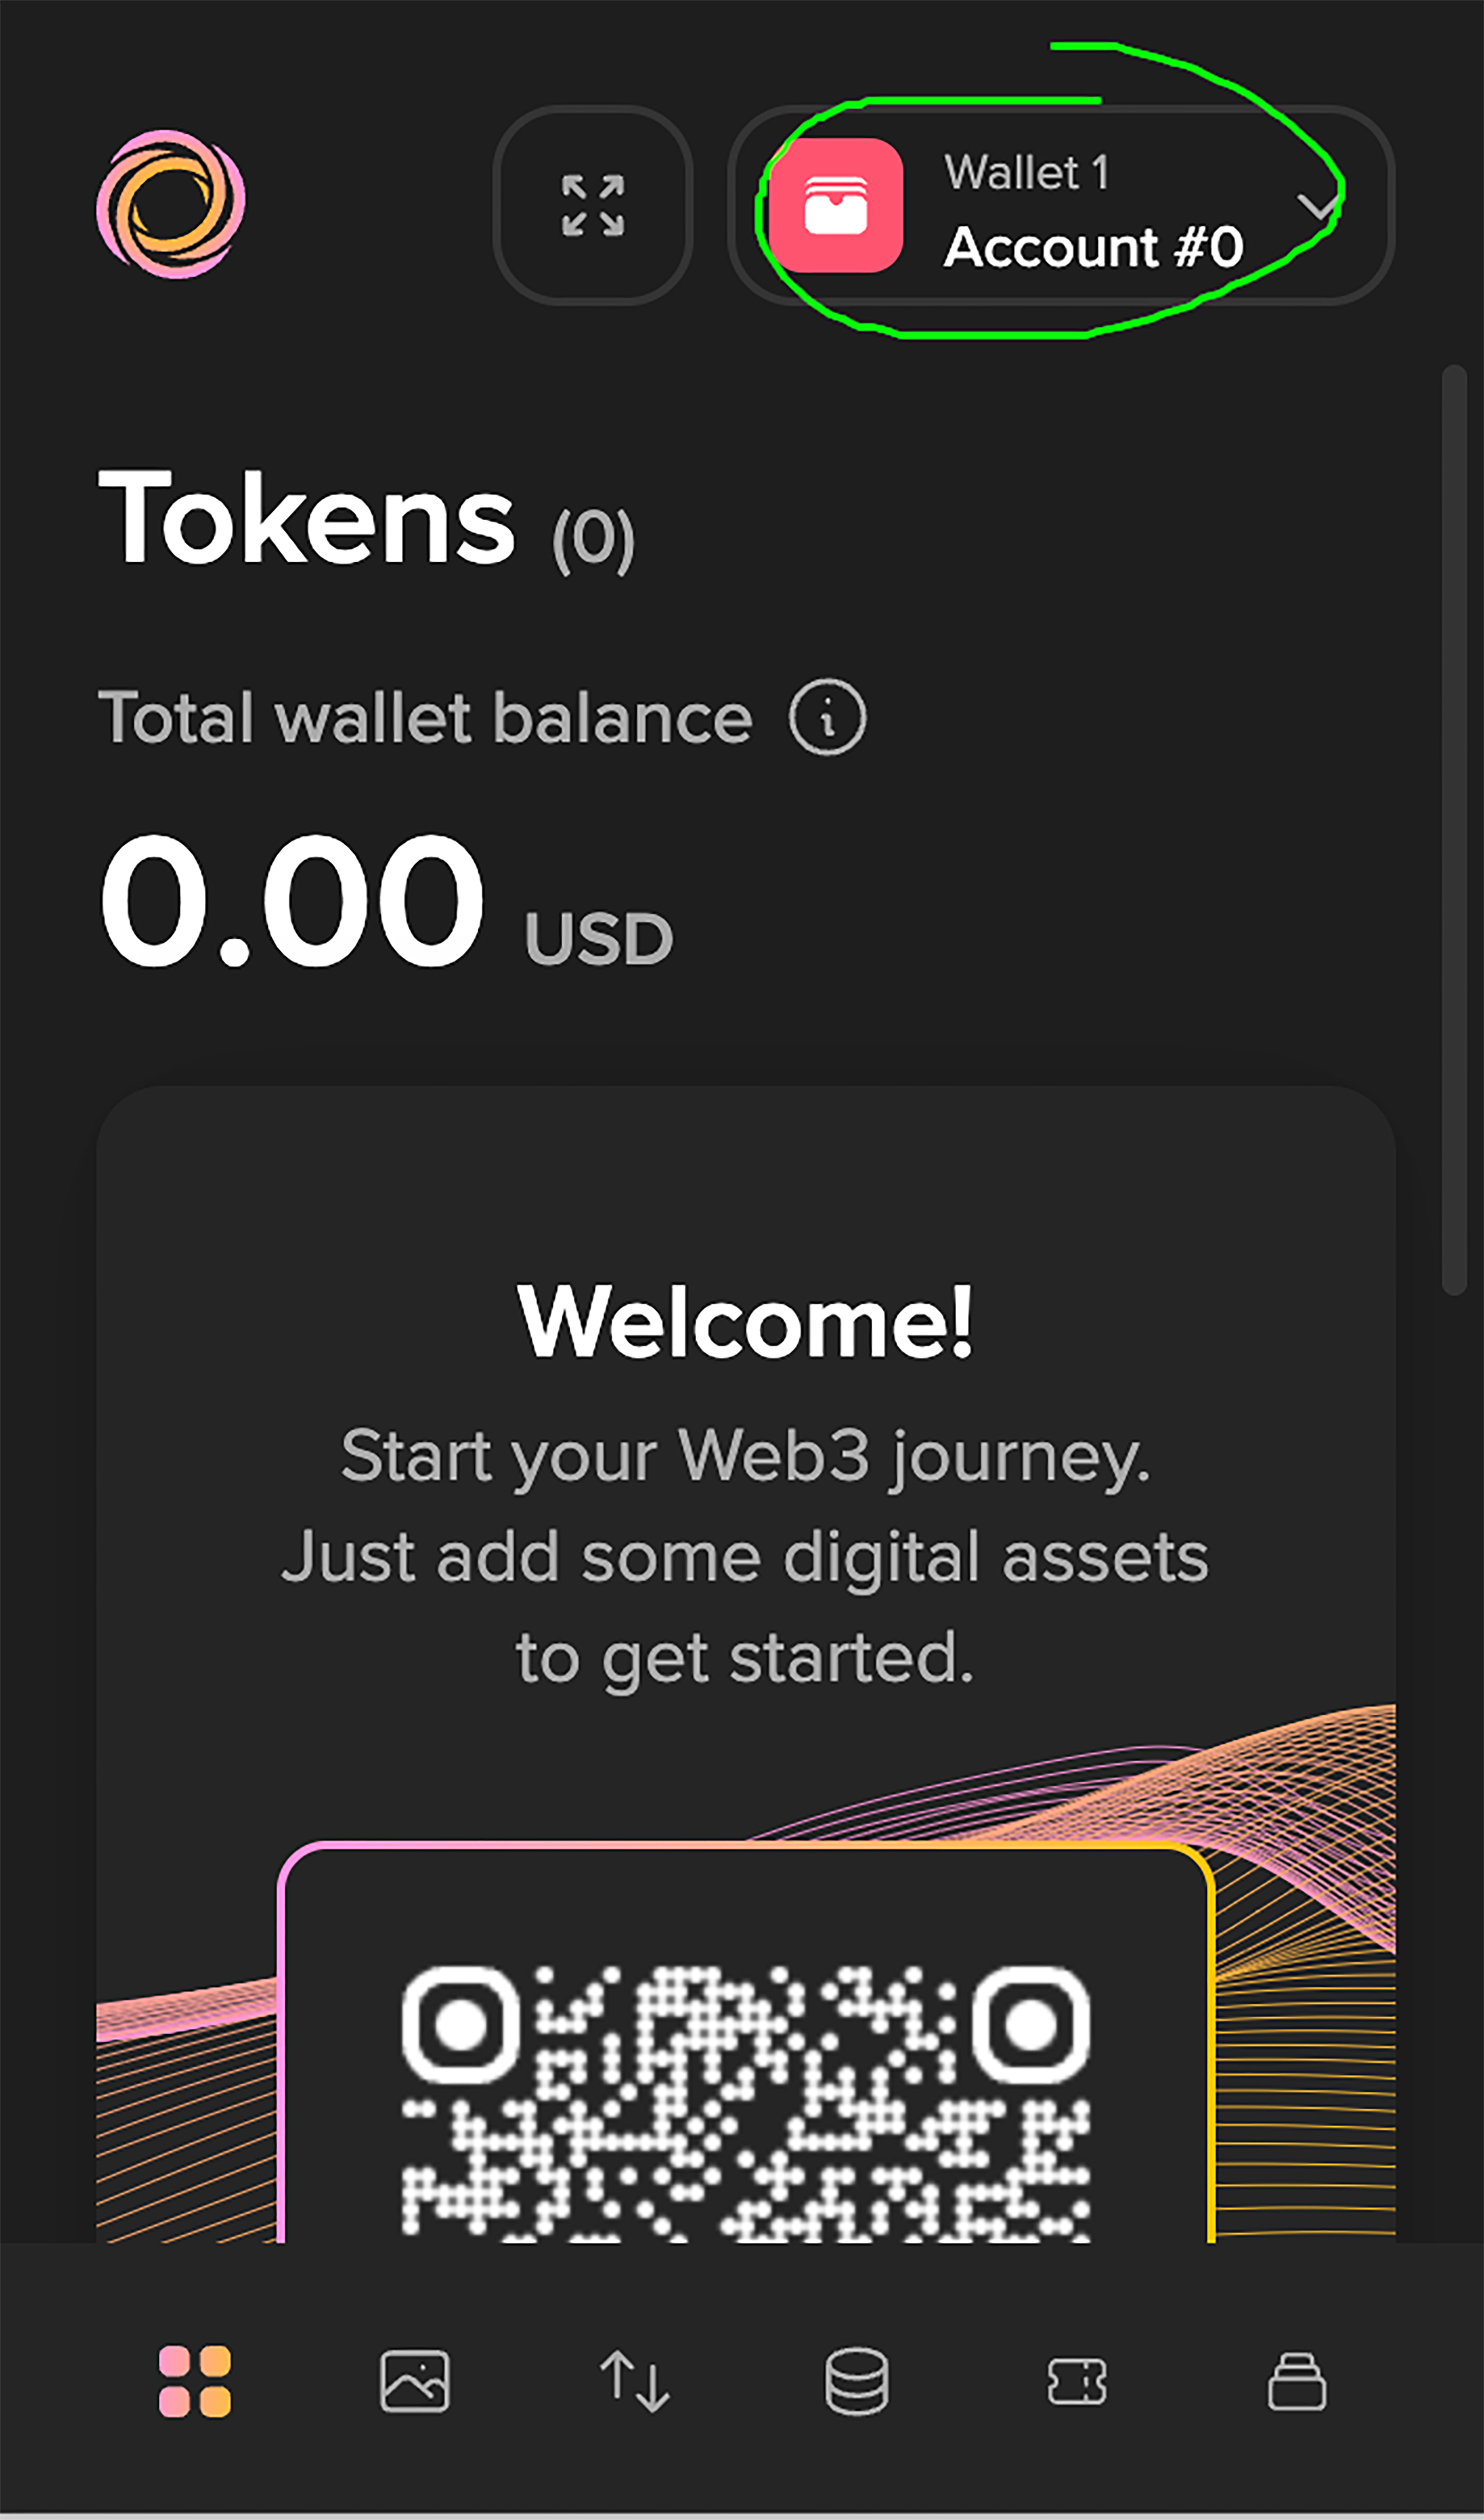 Wallet 1
Account #0
Tokens (0)
Total wallet balance
0.00 USD
Welcome!
Start your Web3 journey.
Just add some digital assets
to get started.